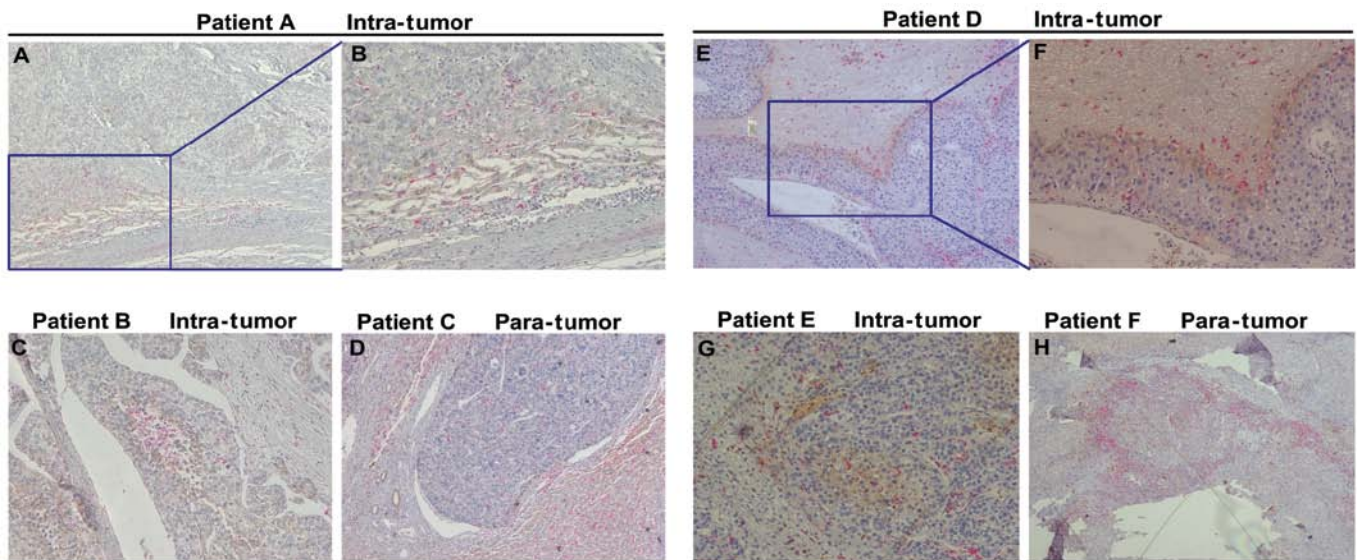 Patient A Intra-tumor
Patient D Intra-tumor
A
B
E
F
Patient B Intra-tumor
Patient C Para-tumor
Patient E Intra-tumor
Patient F Para-tumor
C
D
G
H